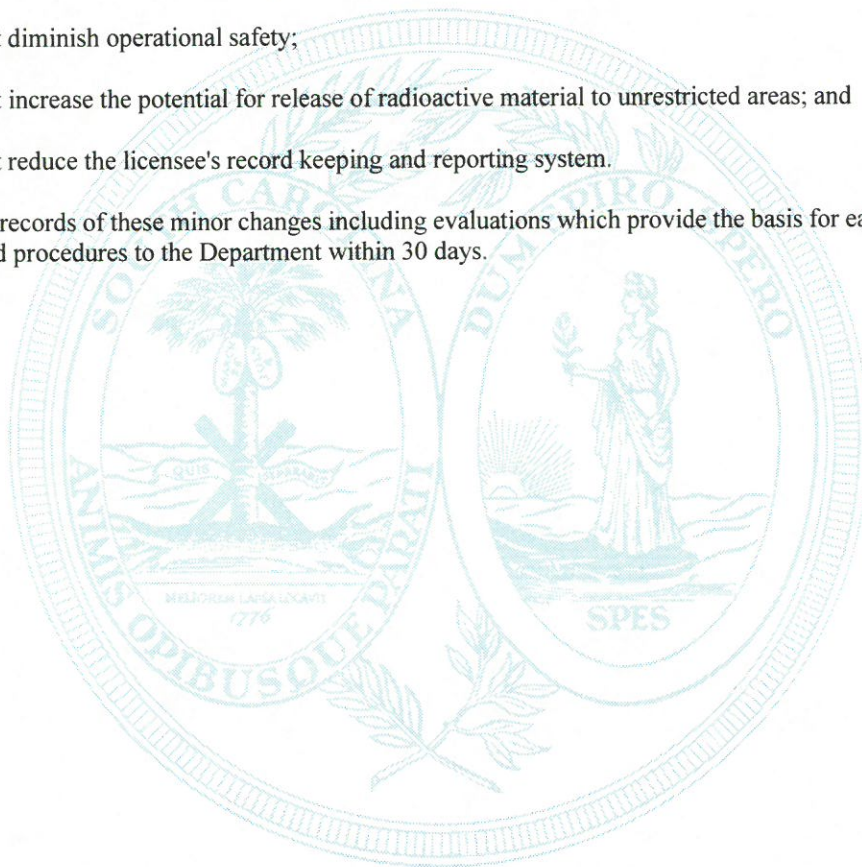 diminish operational safety;
increase the potential for release of radioactive material to unrestricted areas; and
reduce the licensee's record keeping and reporting system.
records of these minor changes including evaluations which provide the basis for
procedures to the Department within 30 days.
SOUTH CAROLINA
DUM SPIRO SPERO
QUIS SEPARABIT
MELIOREM LAPSA LOCAVIT
1776
ANIMIS OPIBUSQUE PARATI
SPES